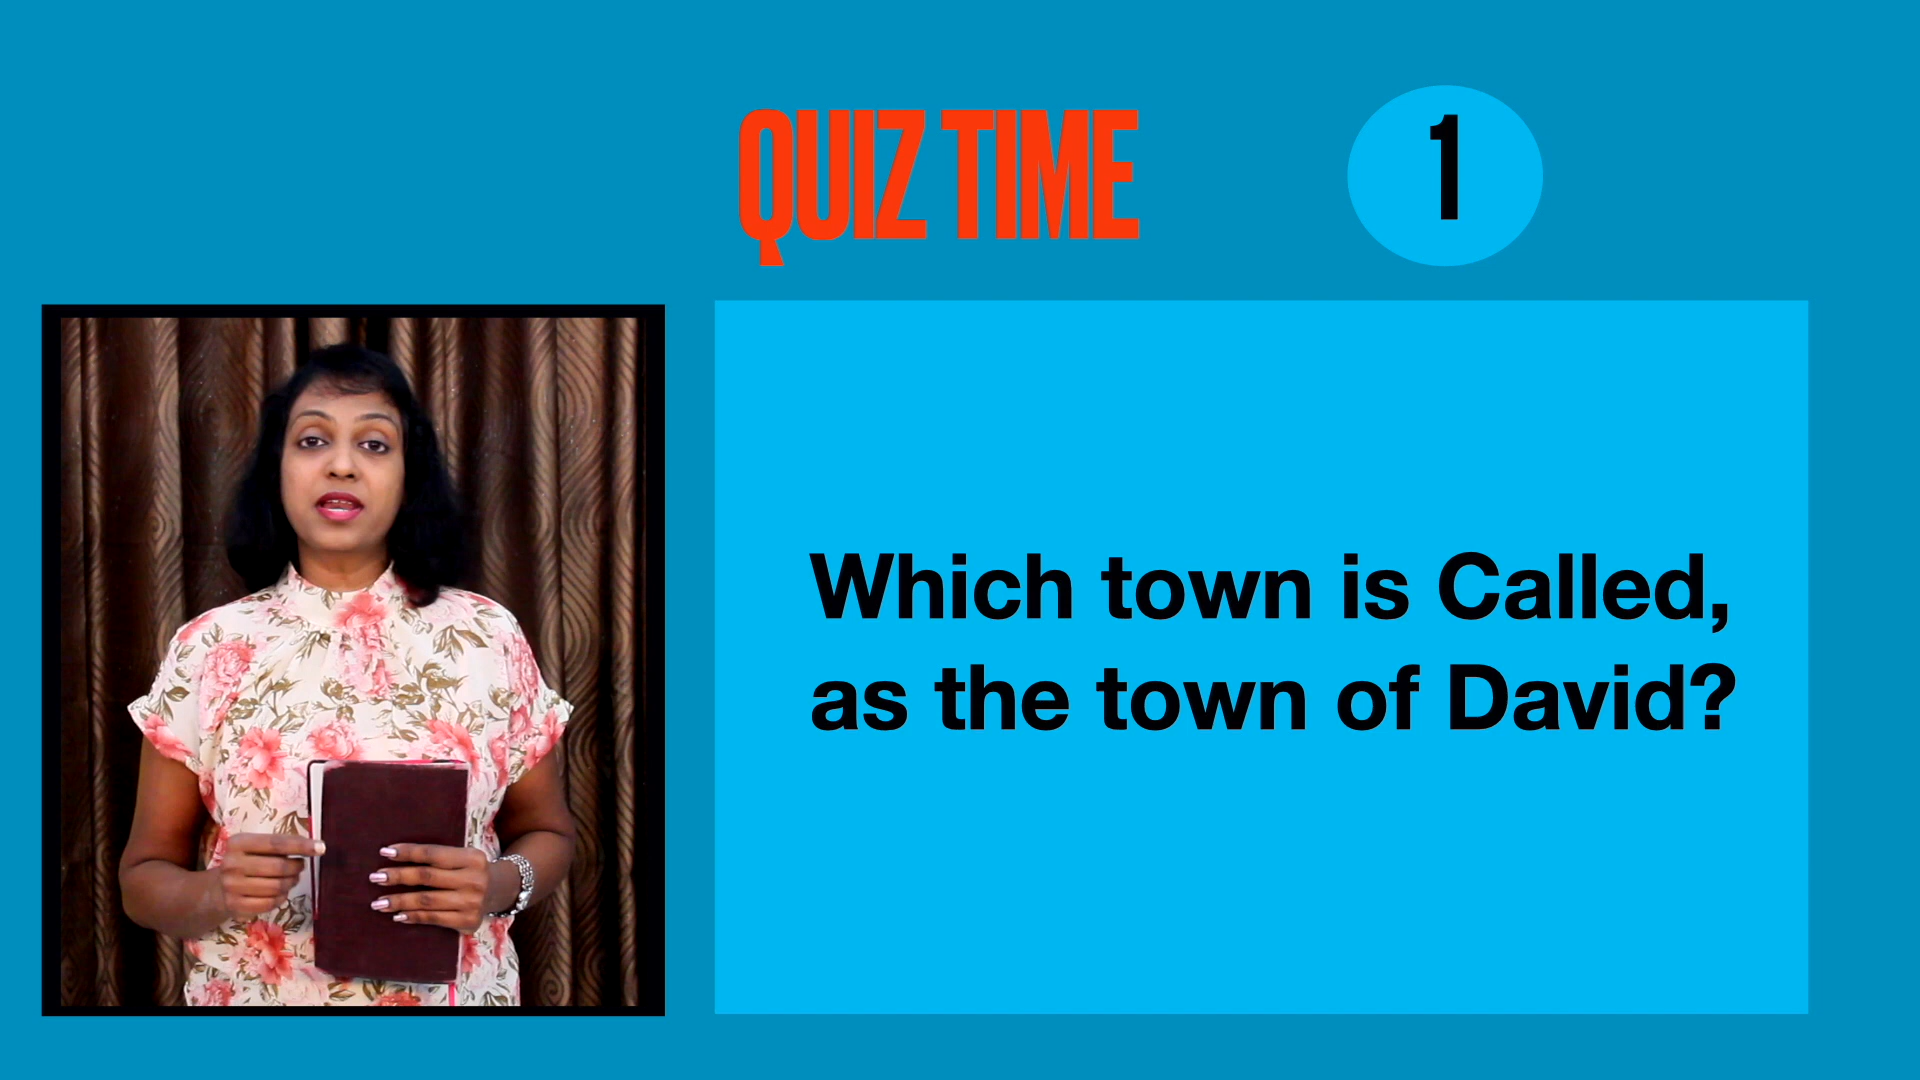 QUIZ TIME
1
Which town is Called,
as the town of David?